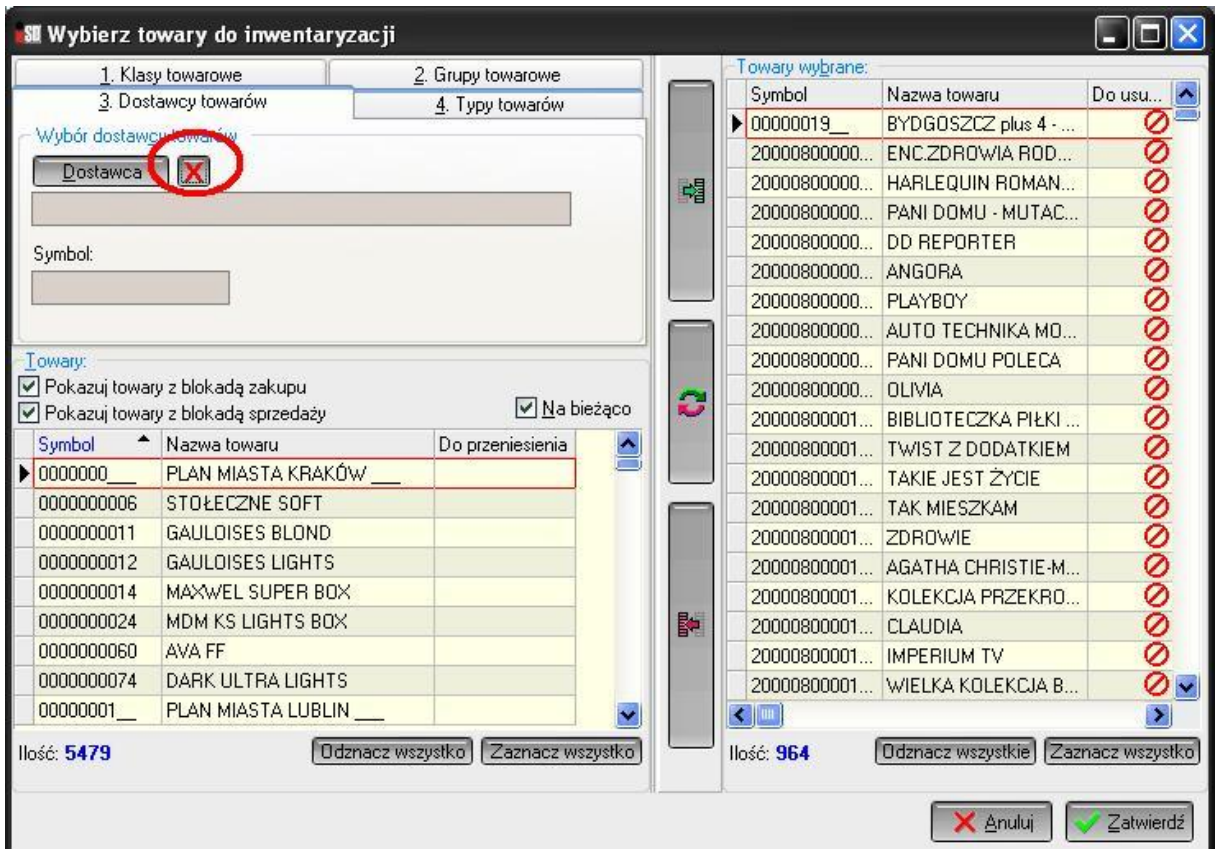 iSO Wybierz towary do inwentaryzacji
1. Klasy towarowe
2. Grupy towarowe
3. Dostawcy towarów
4. Typy towarów
Wybór dostawcy towarów
Dostawca
Symbol:
Towary:
Pokazuj towary z blokadą zakupu
Pokazuj towary z blokadą sprzedaży
Na bieżąco
Symbol Nazwa towaru Do przeniesienia
0000000___ PLAN MIASTA KRAKÓW ___
0000000006 STOŁECZNE SOFT
0000000011 GAULOISES BLOND
0000000012 GAULOISES LIGHTS
0000000014 MAXWEL SUPER BOX
0000000024 MDM KS LIGHTS BOX
0000000060 AVA FF
0000000074 DARK ULTRA LIGHTS
00000001__ PLAN MIASTA LUBLIN ___
Ilość: 5479
Odznacz wszystko
Zaznacz wszystko
Towary wybrane:
Symbol Nazwa towaru Do usu...
00000019__ BYDGOSZCZ plus 4 - ...
20000800000... ENC.ZDROWIA ROD...
20000800000... HARLEQUIN ROMAN...
20000800000... PANI DOMU - MUTAC...
20000800000... DD REPORTER
20000800000... ANGORA
20000800000... PLAYBOY
20000800000... AUTO TECHNIKA MO...
20000800000... PANI DOMU POLECA
20000800000... OLIVIA
20000800001... BIBLIOTECZKA PIŁKI ...
20000800001... TWIST Z DODATKIEM
20000800001... TAKIE JEST ŻYCIE
20000800001... TAK MIESZKAM
20000800001... ZDROWIE
20000800001... AGATHA CHRISTIE-M...
20000800001... KOLEKCJA PRZEKRO...
20000800001... CLAUDIA
20000800001... IMPERIUM TV
20000800001... WIELKA KOLEKCJA B...
Ilość: 964
Odznacz wszystkie
Zaznacz wszystko
Anuluj
Zatwierdź